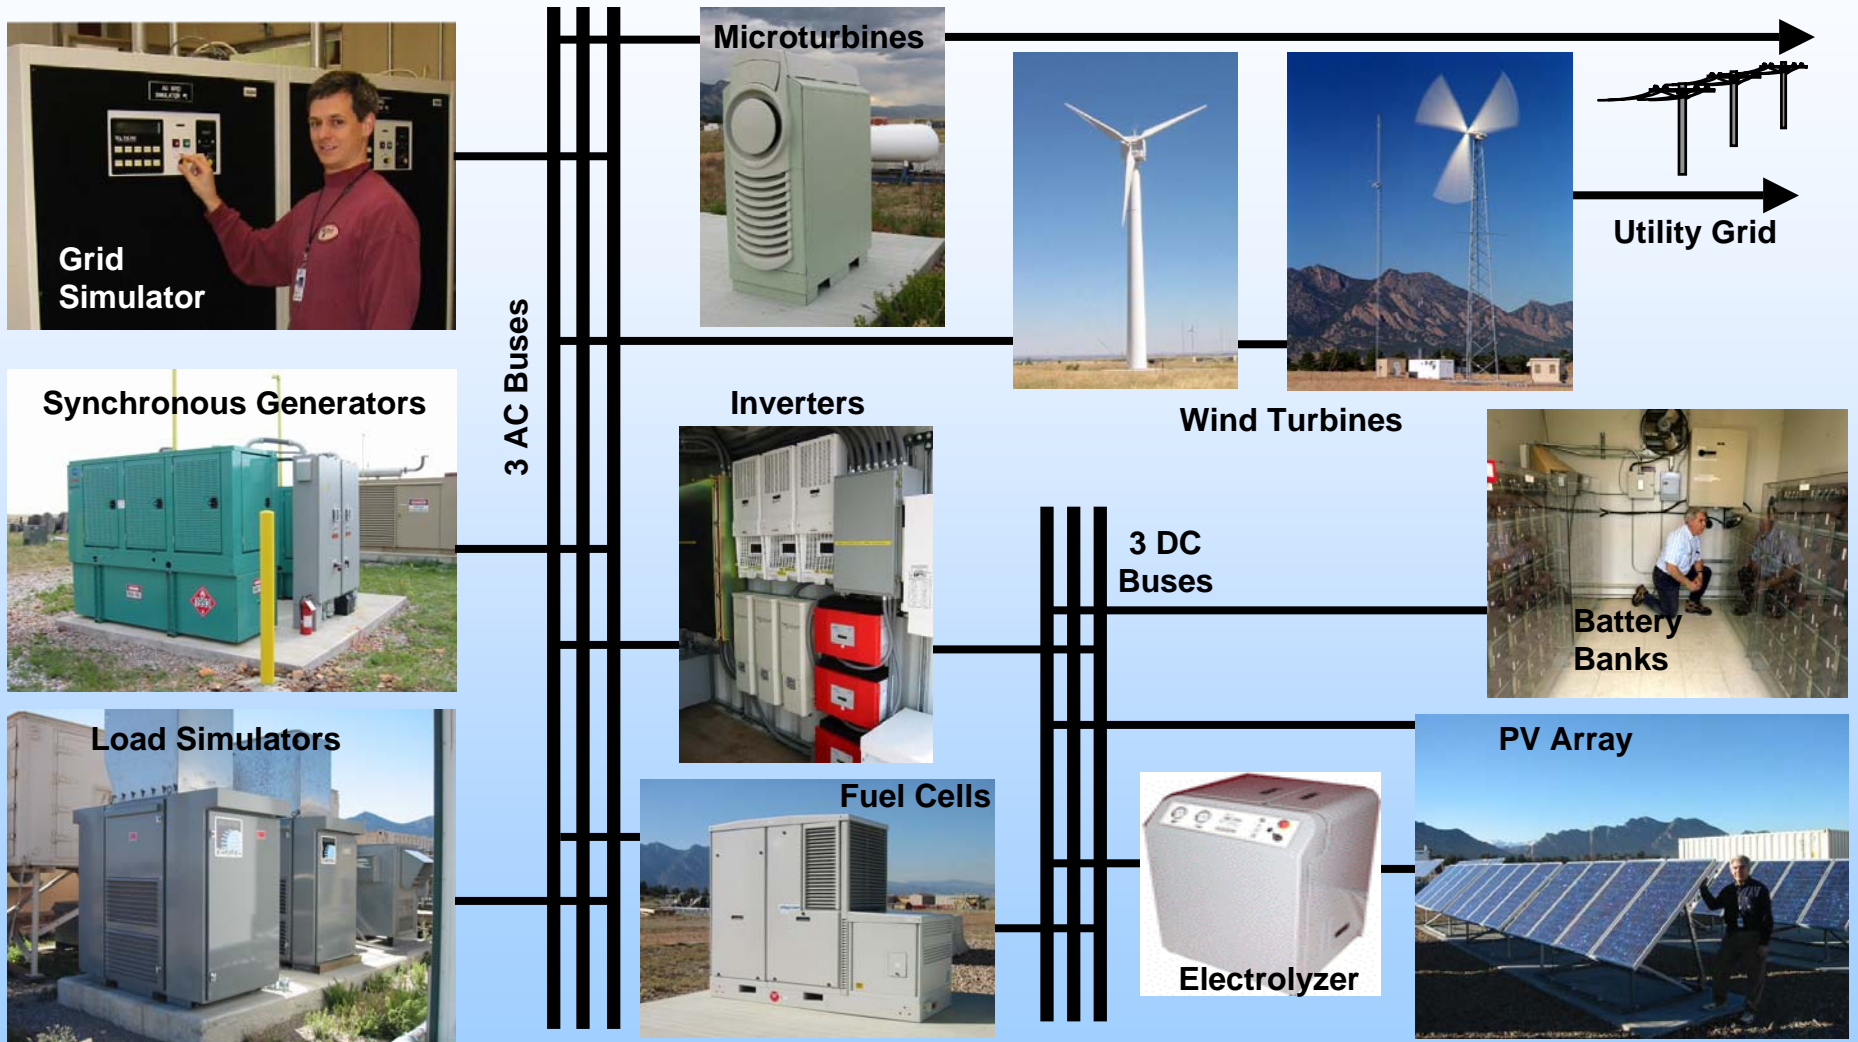 Microturbines
Grid
Simulator
Utility Grid
3 AC Buses
Synchronous Generators
Inverters
Wind Turbines
3 DC
Buses
Battery
Banks
Load Simulators
PV Array
Fuel Cells
Electrolyzer